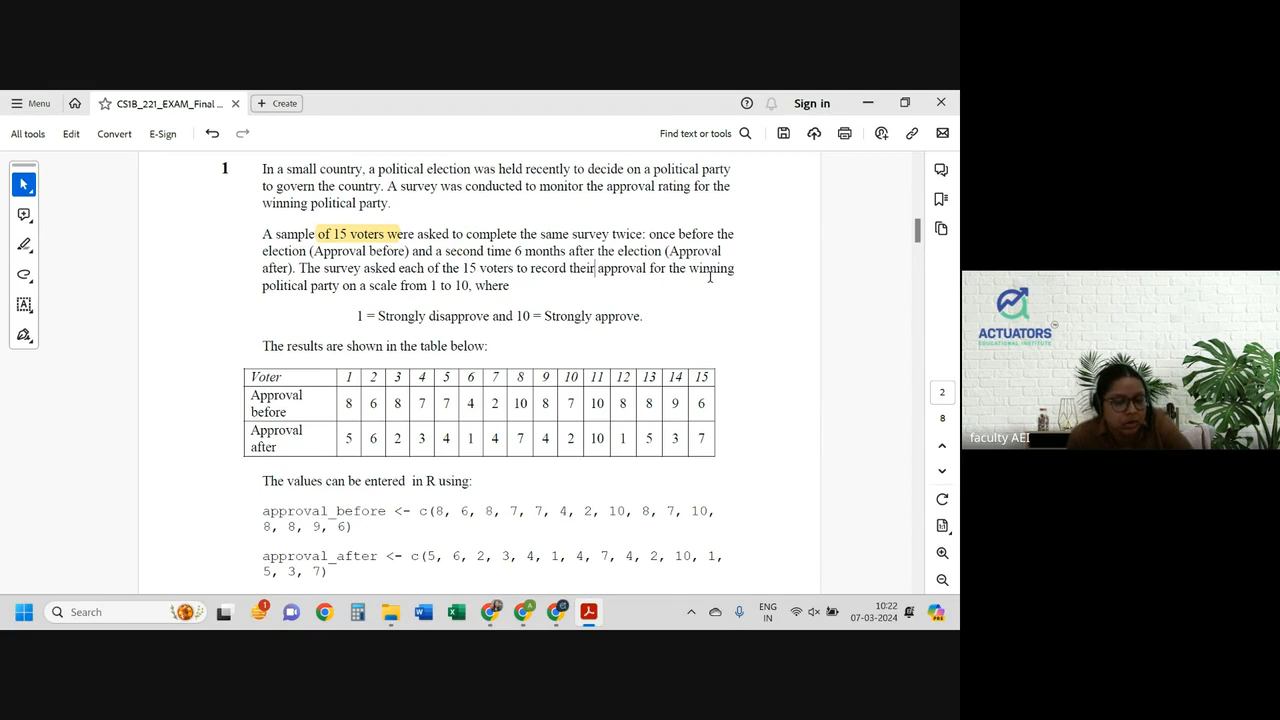 Menu
CS1B_221_EXAM_Final ...
Create
Sign in
All tools
Edit
Convert
E-Sign
Find text or tools
1 In a small country, a political election was held recently to decide on a political party
to govern the country. A survey was conducted to monitor the approval rating for the
winning political party.
A sample of 15 voters were asked to complete the same survey twice: once before the
election (Approval before) and a second time 6 months after the election (Approval
after). The survey asked each of the 15 voters to record their approval for the winning
political party on a scale from 1 to 10, where
1 = Strongly disapprove and 10 = Strongly approve.
The results are shown in the table below:
Voter 1 2 3 4 5 6 7 8 9 10 11 12 13 14 15
Approval
before 8 6 8 7 7 4 2 10 8 7 10 8 8 9 6
Approval
after 5 6 2 3 4 1 4 7 4 2 10 1 5 3 7
The values can be entered in R using:
approval_before <- c(8, 6, 8, 7, 7, 4, 2, 10, 8, 7, 10,
8, 8, 9, 6)
approval_after <- c(5, 6, 2, 3, 4, 1, 4, 7, 4, 2, 10, 1,
5, 3, 7)
2
8
ACTUATORS
EDUCATIONAL INSTITUTE
faculty AEI
Search
ENG
IN
10:22
07-03-2024